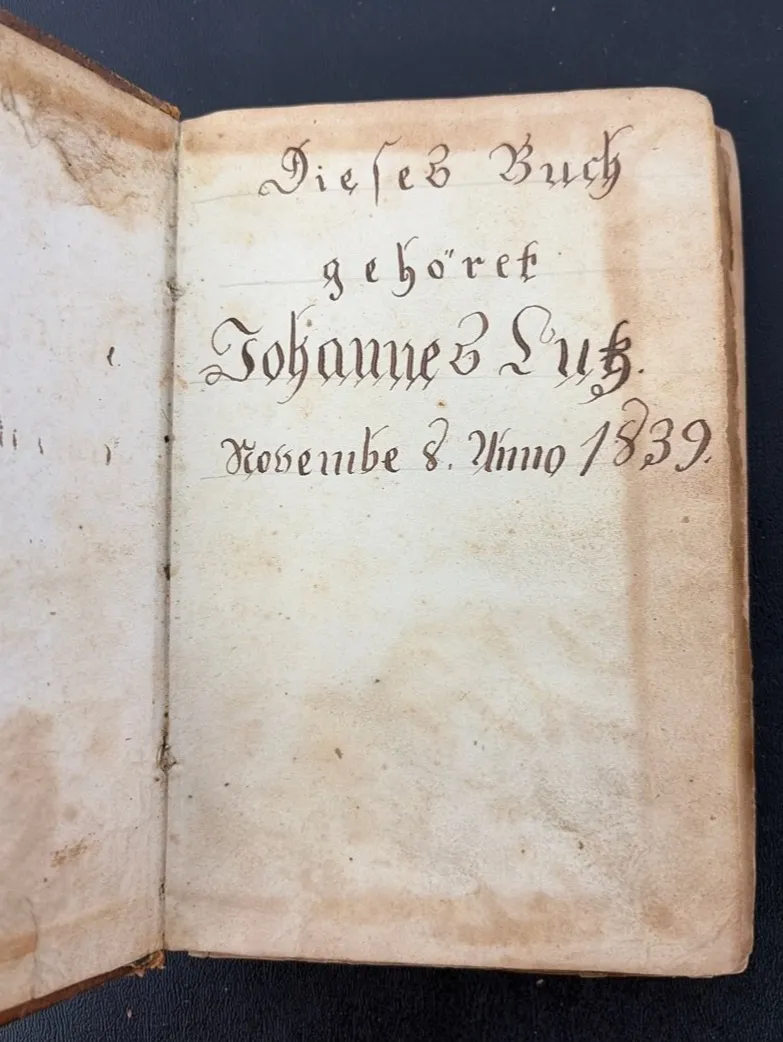 Dieses Buch
gehöret
Johannes Lutz.
Novembe 8. Anno 1839.